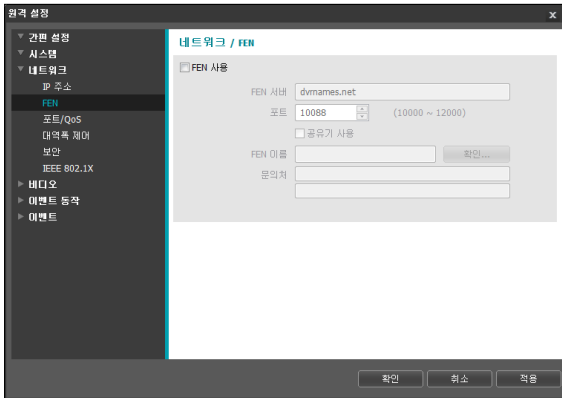 원격 설정
x
간편 설정
시스템
네트워크
IP 주소
FEN
포트/QoS
대역폭 제어
보안
IEEE 802.1X
비디오
이벤트 동작
이벤트
네트워크 / FEN
FEN 사용
FEN 서버 dvrnames.net
포트 10088 (10000 ~ 12000)
공유기 사용
FEN 이름 확인...
문의처
확인 취소 적용